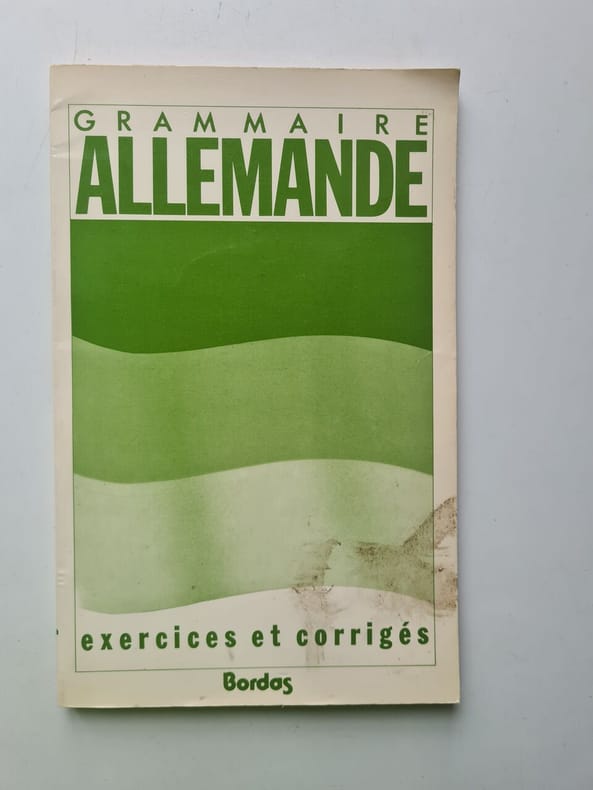 GRAMMAIRE
ALLEMANDE
exercices et corrigés
Bordas